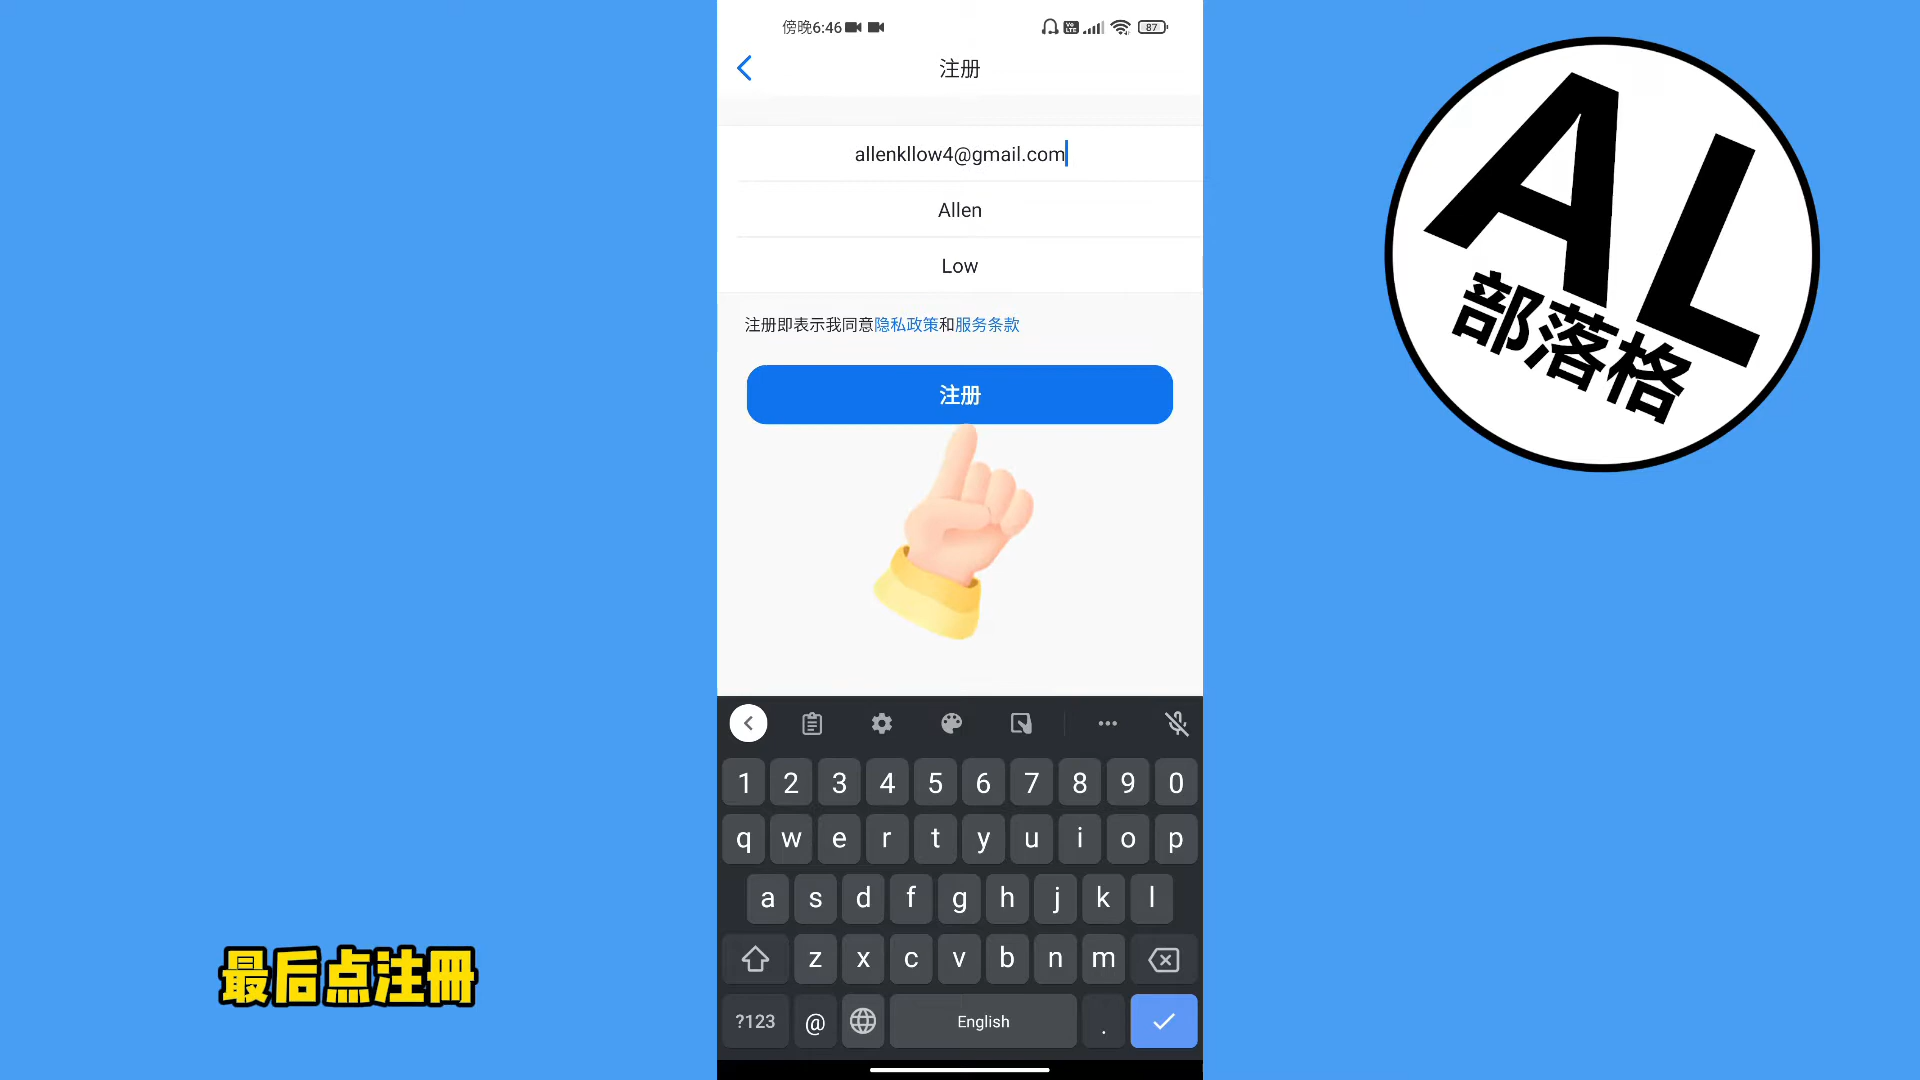 傍晚6:46
87
注册
allenkllow4@gmail.com
Allen
Low
注册即表示我同意隐私政策和服务条款
注册
AL
部落格
最后点注冊
1 2 3 4 5 6 7 8 9 0
q w e r t y u i o p
a s d f g h j k l
z x c v b n m
?123 @ English .